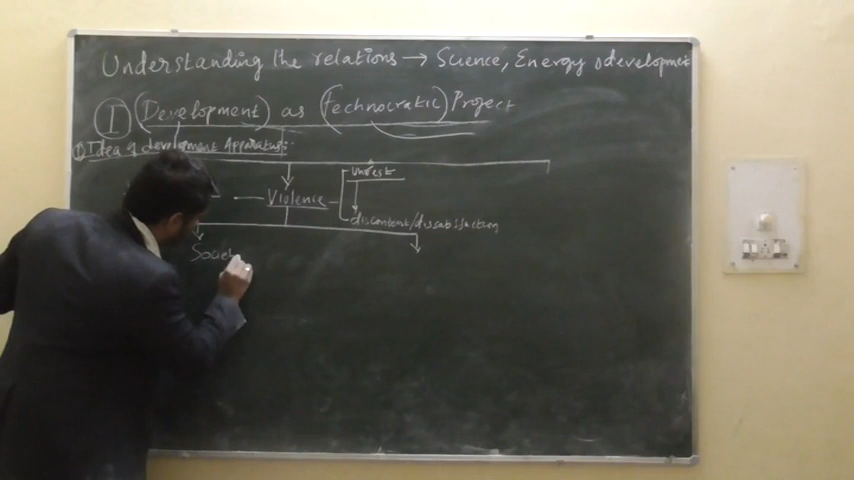 Understanding the relations → Science, Energy & development
I (Development) as (Technocratic) Project
1) Idea of development Apparatus:-
unrest
— Violence —
discontent/dissatisfaction
Societ